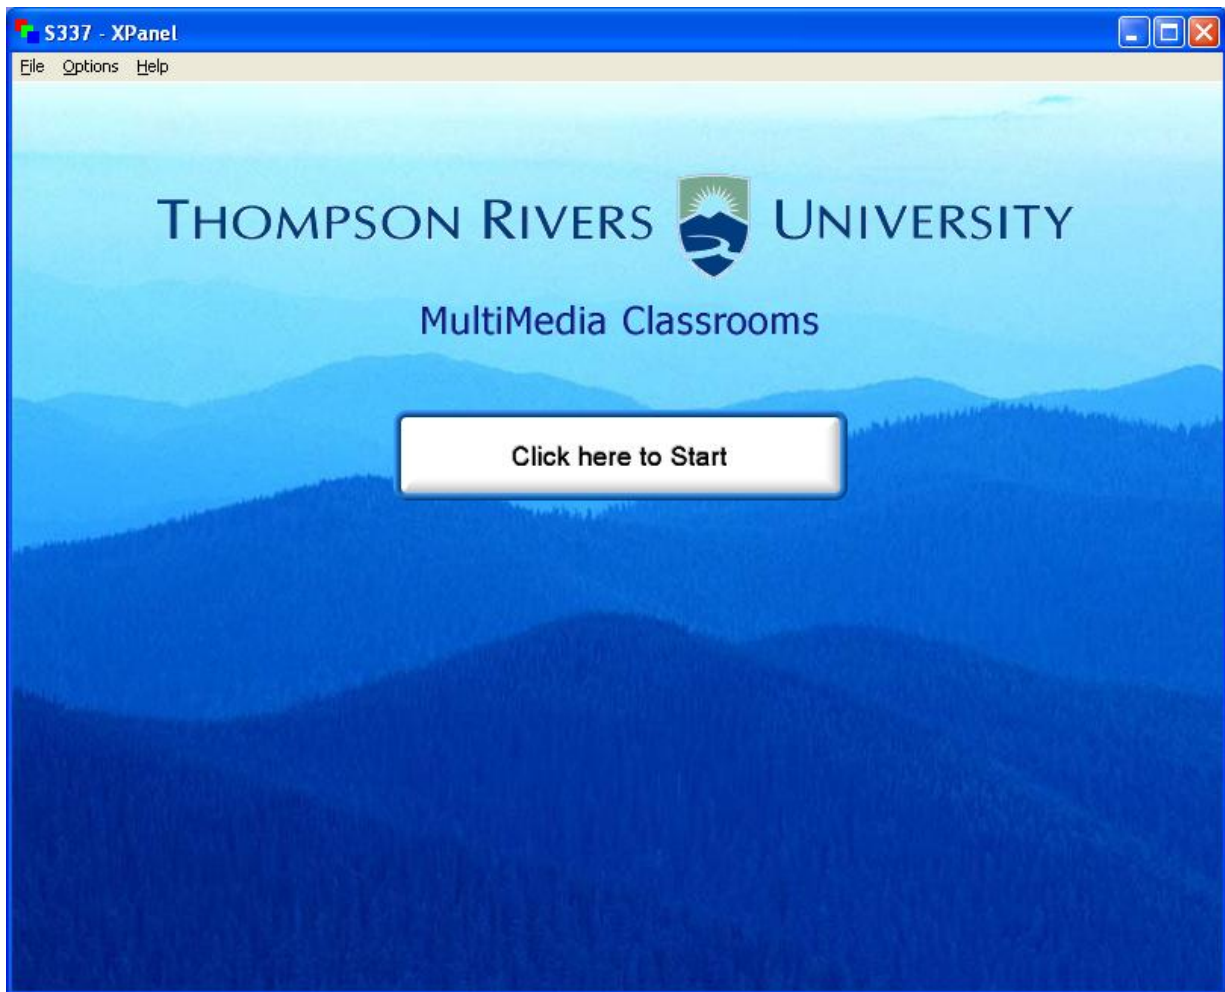 S337 - XPanel
File Options Help
THOMPSON RIVERS UNIVERSITY
MultiMedia Classrooms
Click here to Start